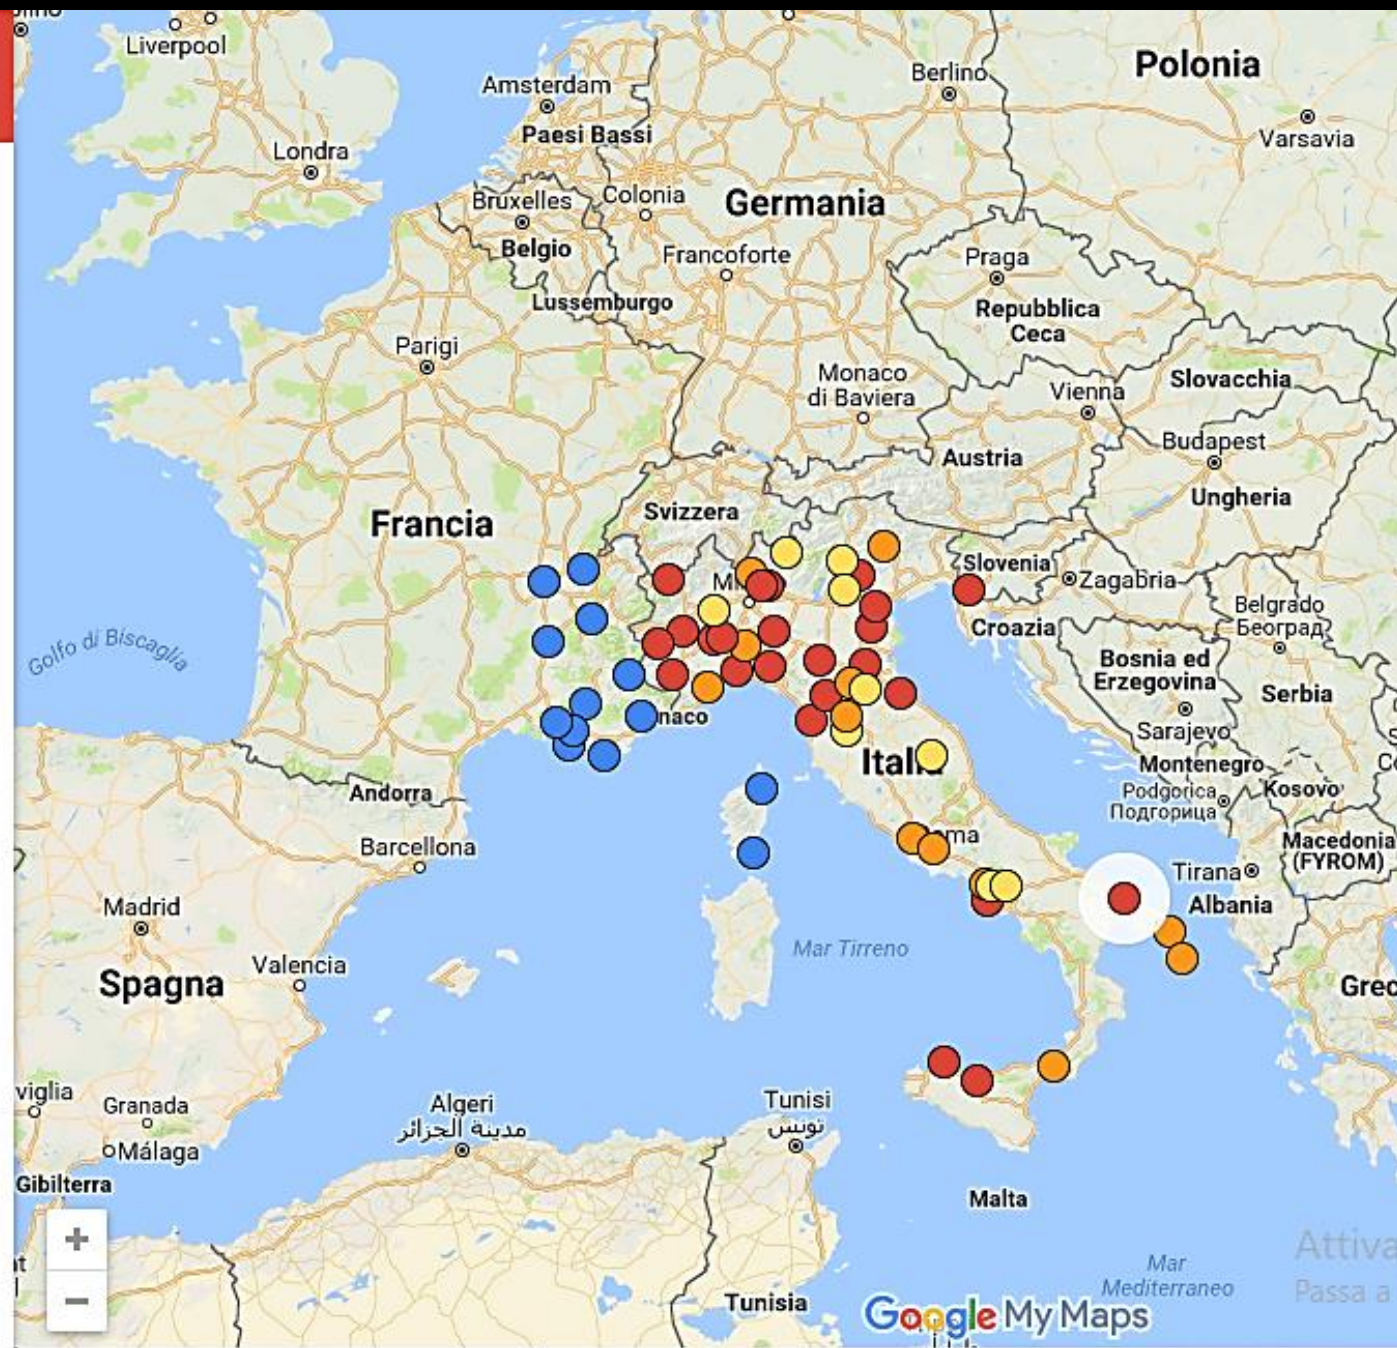 Liverpool
Amsterdam
Berlino
Polonia
Paesi Bassi
Varsavia
Londra
Bruxelles
Colonia
Germania
Belgio
Francoforte
Praga
Lussemburgo
Repubblica
Ceca
Parigi
Monaco
di Baviera
Slovacchia
Vienna
Budapest
Austria
Ungheria
Svizzera
Francia
Slovenia
Zagabria
Belgrado
Београд
Croazia
Golfo di Biscaglia
Bosnia ed
Erzegovina
Serbia
naco
Sarajevo
Italia
Montenegro
Andorra
Podgorica
Подгорица
Kosovo
Barcellona
oma
Macedonia
(FYROM)
Tirana
Madrid
Albania
Mar Tirreno
Valencia
Spagna
Grec
viglia
Granada
Algeri
مدينة الجزائر
Tunisi
تونس
Málaga
Gibilterra
Malta
+
−
Attiva
Mar
Mediterraneo
Passa a
Tunisia
Google My Maps